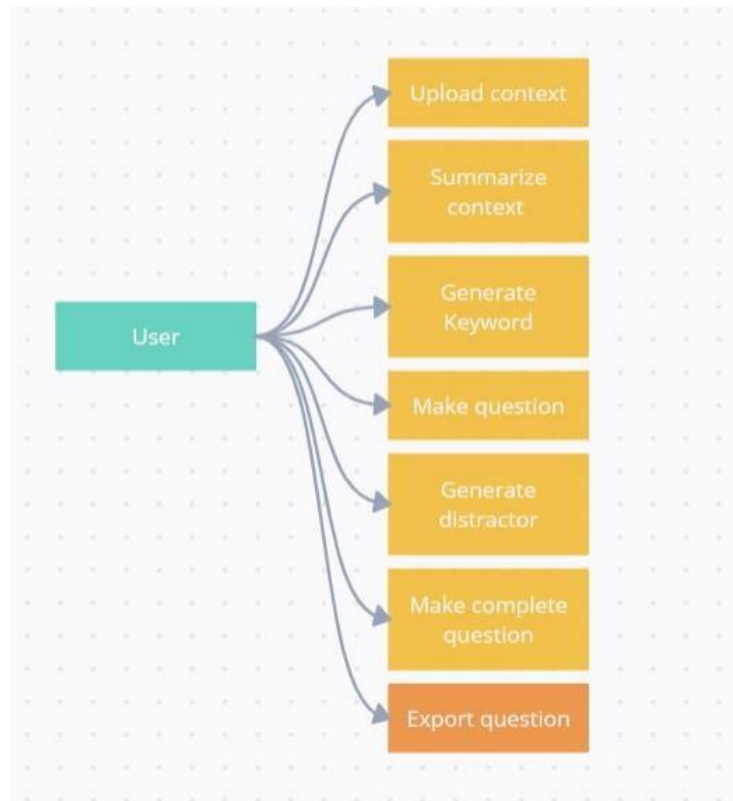 Upload context
Summarize
context
Generate
Keyword
User
Make question
Generate
distractor
Make complete
question
Export question